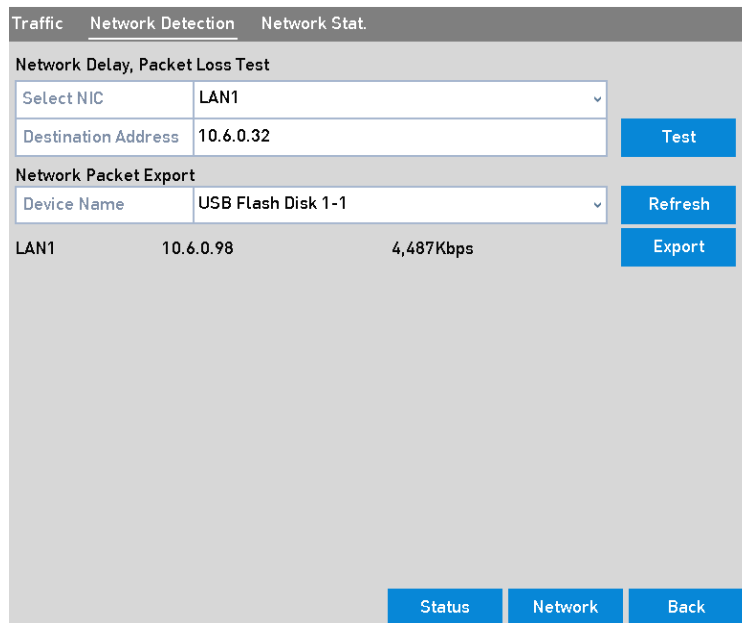 Traffic Network Detection Network Stat.
Network Delay, Packet Loss Test
Select NIC LAN1
Destination Address 10.6.0.32 Test
Network Packet Export
Device Name USB Flash Disk 1-1 Refresh
LAN1 10.6.0.98 4,487Kbps Export
Status Network Back